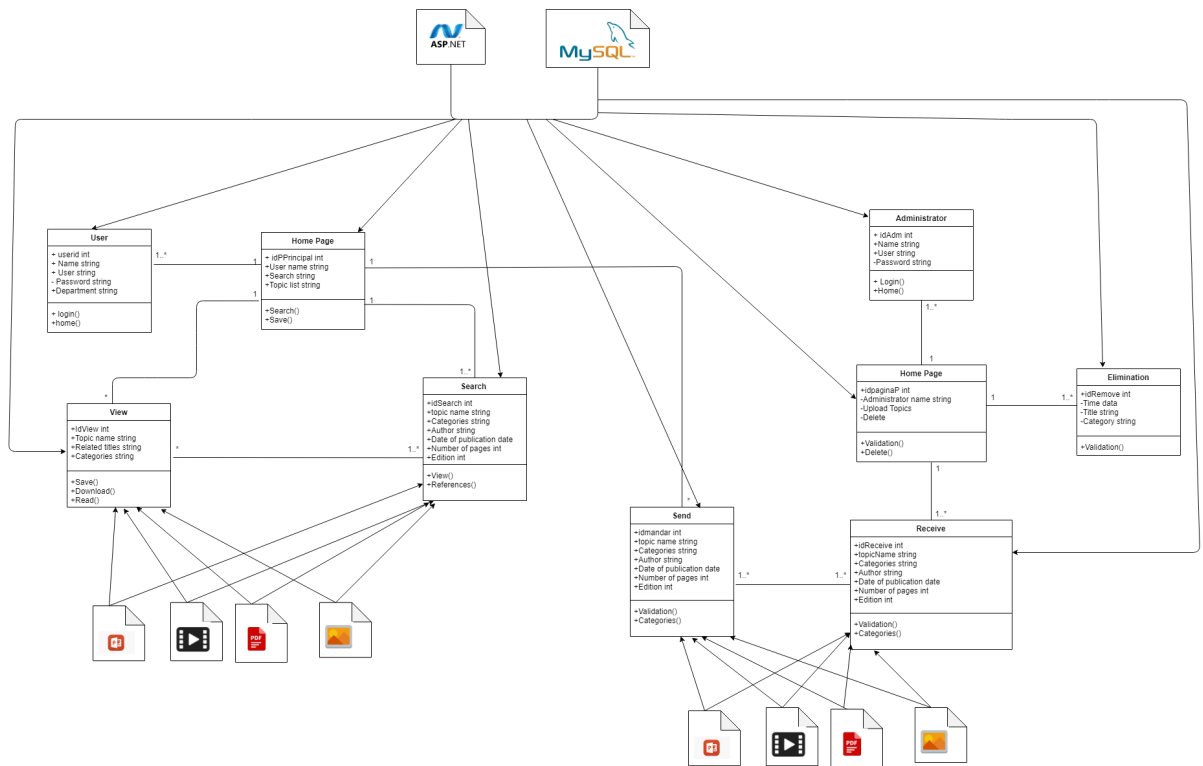 ASP.NET
MySQL
User
+ userid int
+ Name string
+ User string
- Password string
+Department string
+ login()
+home()
1..*
1
Home Page
+ idPPrincipal int
+User name string
+Search string
+Topic list string
+Search()
+Save()
1
1
1
*
1..*
View
+IdView int
+Topic name string
+Related titles string
+Categories string
+Save()
+Download()
+Read()
*
1..*
Search
+idSearch int
+topic name string
+Categories string
+Author string
+Date of publication date
+Number of pages int
+Edition int
+View()
+References()
Administrator
+ idAdm int
+Name string
+User string
-Password string
+ Login()
+Home()
1..*
1
Home Page
+idpaginaP int
-Administrator name string
-Upload Topics
-Delete
+Validation()
+Delete()
1
1..*
Elimination
+idRemove int
- Time data
- Title string
- Category string
+Validation()
1
1..*
*
Send
+idmandar int
+topic name string
+Categories string
+Author string
+Date of publication date
+Number of pages int
+Edition int
+Validation()
+Categories()
1..*
1..*
Receive
+idReceive int
+topicName string
+Categories string
+Author string
+Date of publication date
+Number of pages int
+Edition int
+Validation()
+Categories()
P
PDF
P
PDF